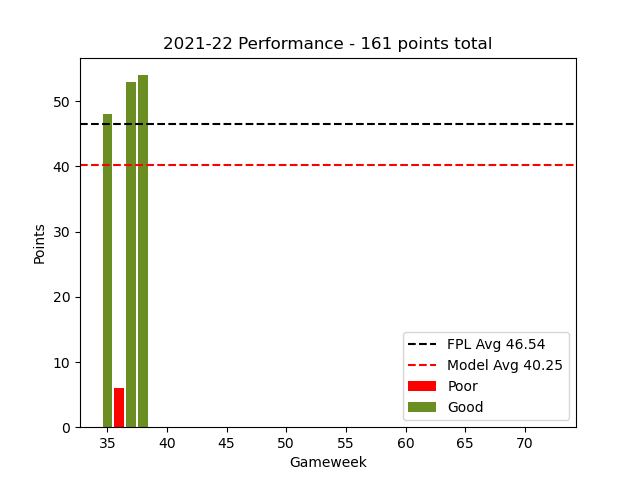 2021-22 Performance - 161 points total
Points
50
40
30
20
10
0
35 40 45 50 55 60 65 70
Gameweek
FPL Avg 46.54
Model Avg 40.25
Poor
Good